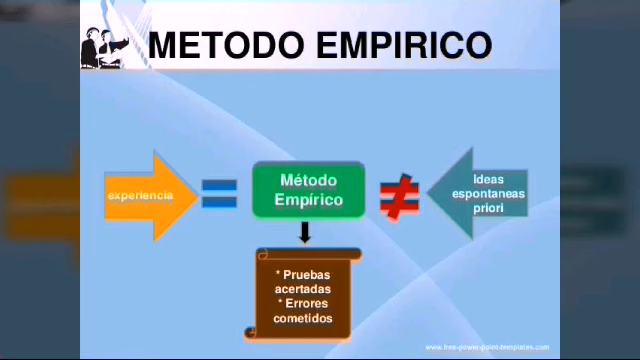 METODO EMPIRICO
experiencia
Método
Empírico
Ideas
espontaneas
priori
* Pruebas
acertadas
* Errores
cometidos
www.free-power-point-templates.com